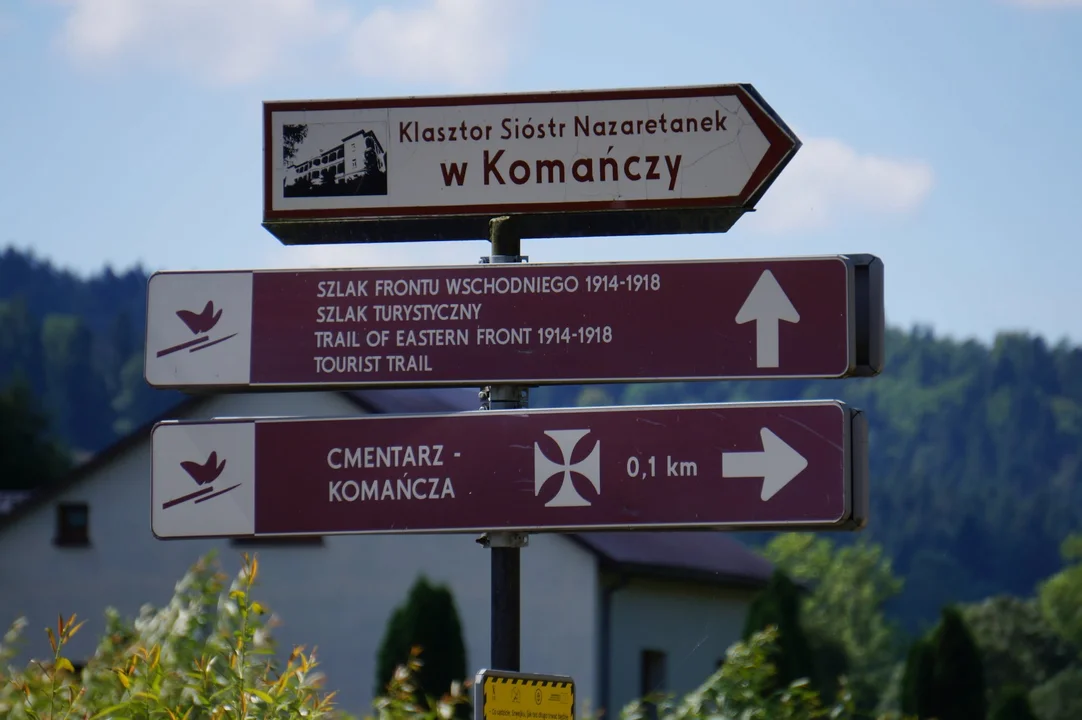 Klasztor Sióstr Nazaretanek
w Komańczy
SZLAK FRONTU WSCHODNIEGO 1914-1918
SZLAK TURYSTYCZNY
TRAIL OF EASTERN FRONT 1914-1918
TOURIST TRAIL
CMENTARZ -
KOMAŃCZA
0,1 km